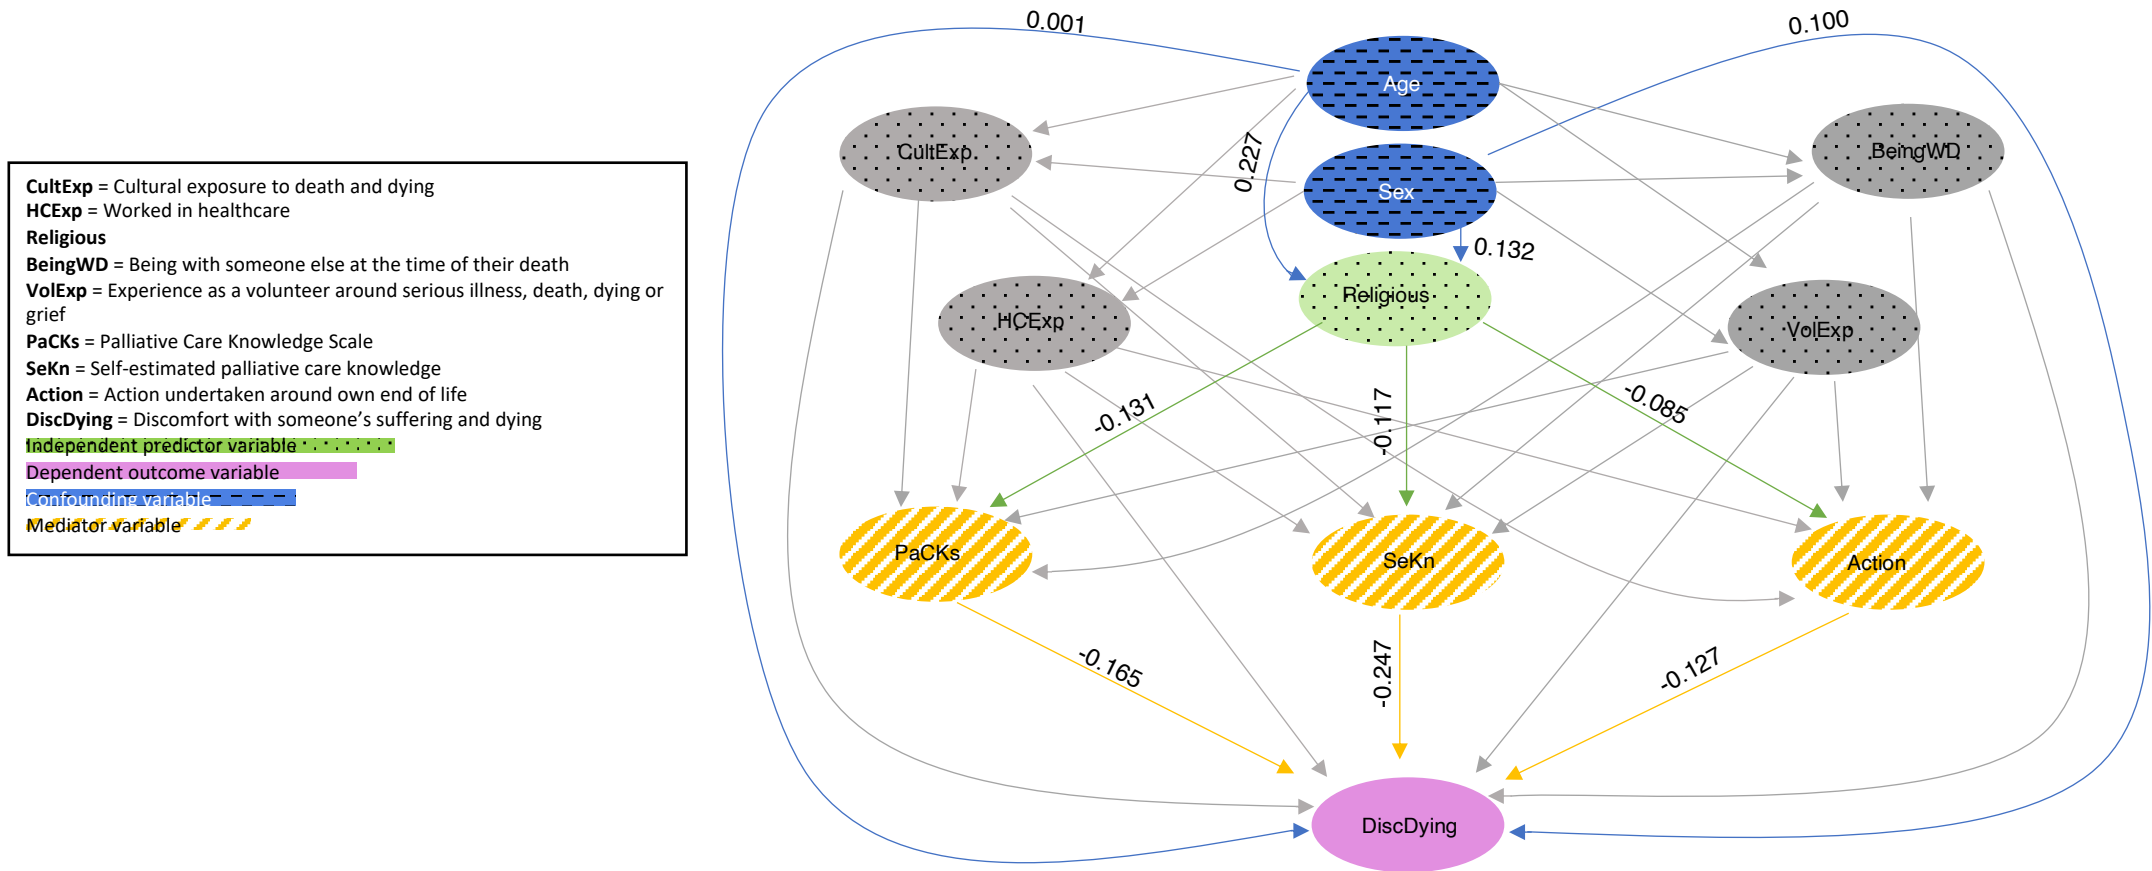 0.001
0.100
Age
CultExp
BeingWD
0.227
Sex
CultExp = Cultural exposure to death and dying
HCExp = Worked in healthcare
Religious
BeingWD = Being with someone else at the time of their death
VolExp = Experience as a volunteer around serious illness, death, dying or
grief
PaCKs = Palliative Care Knowledge Scale
SeKn = Self-estimated palliative care knowledge
Action = Action undertaken around own end of life
DiscDying = Discomfort with someone’s suffering and dying
Independent predictor variable
Dependent outcome variable
Confounding variable
Mediator variable
0.132
Religious
HCExp
VolExp
-0.131
-0.117
-0.085
PaCKs
SeKn
Action
-0.165
-0.247
-0.127
DiscDying